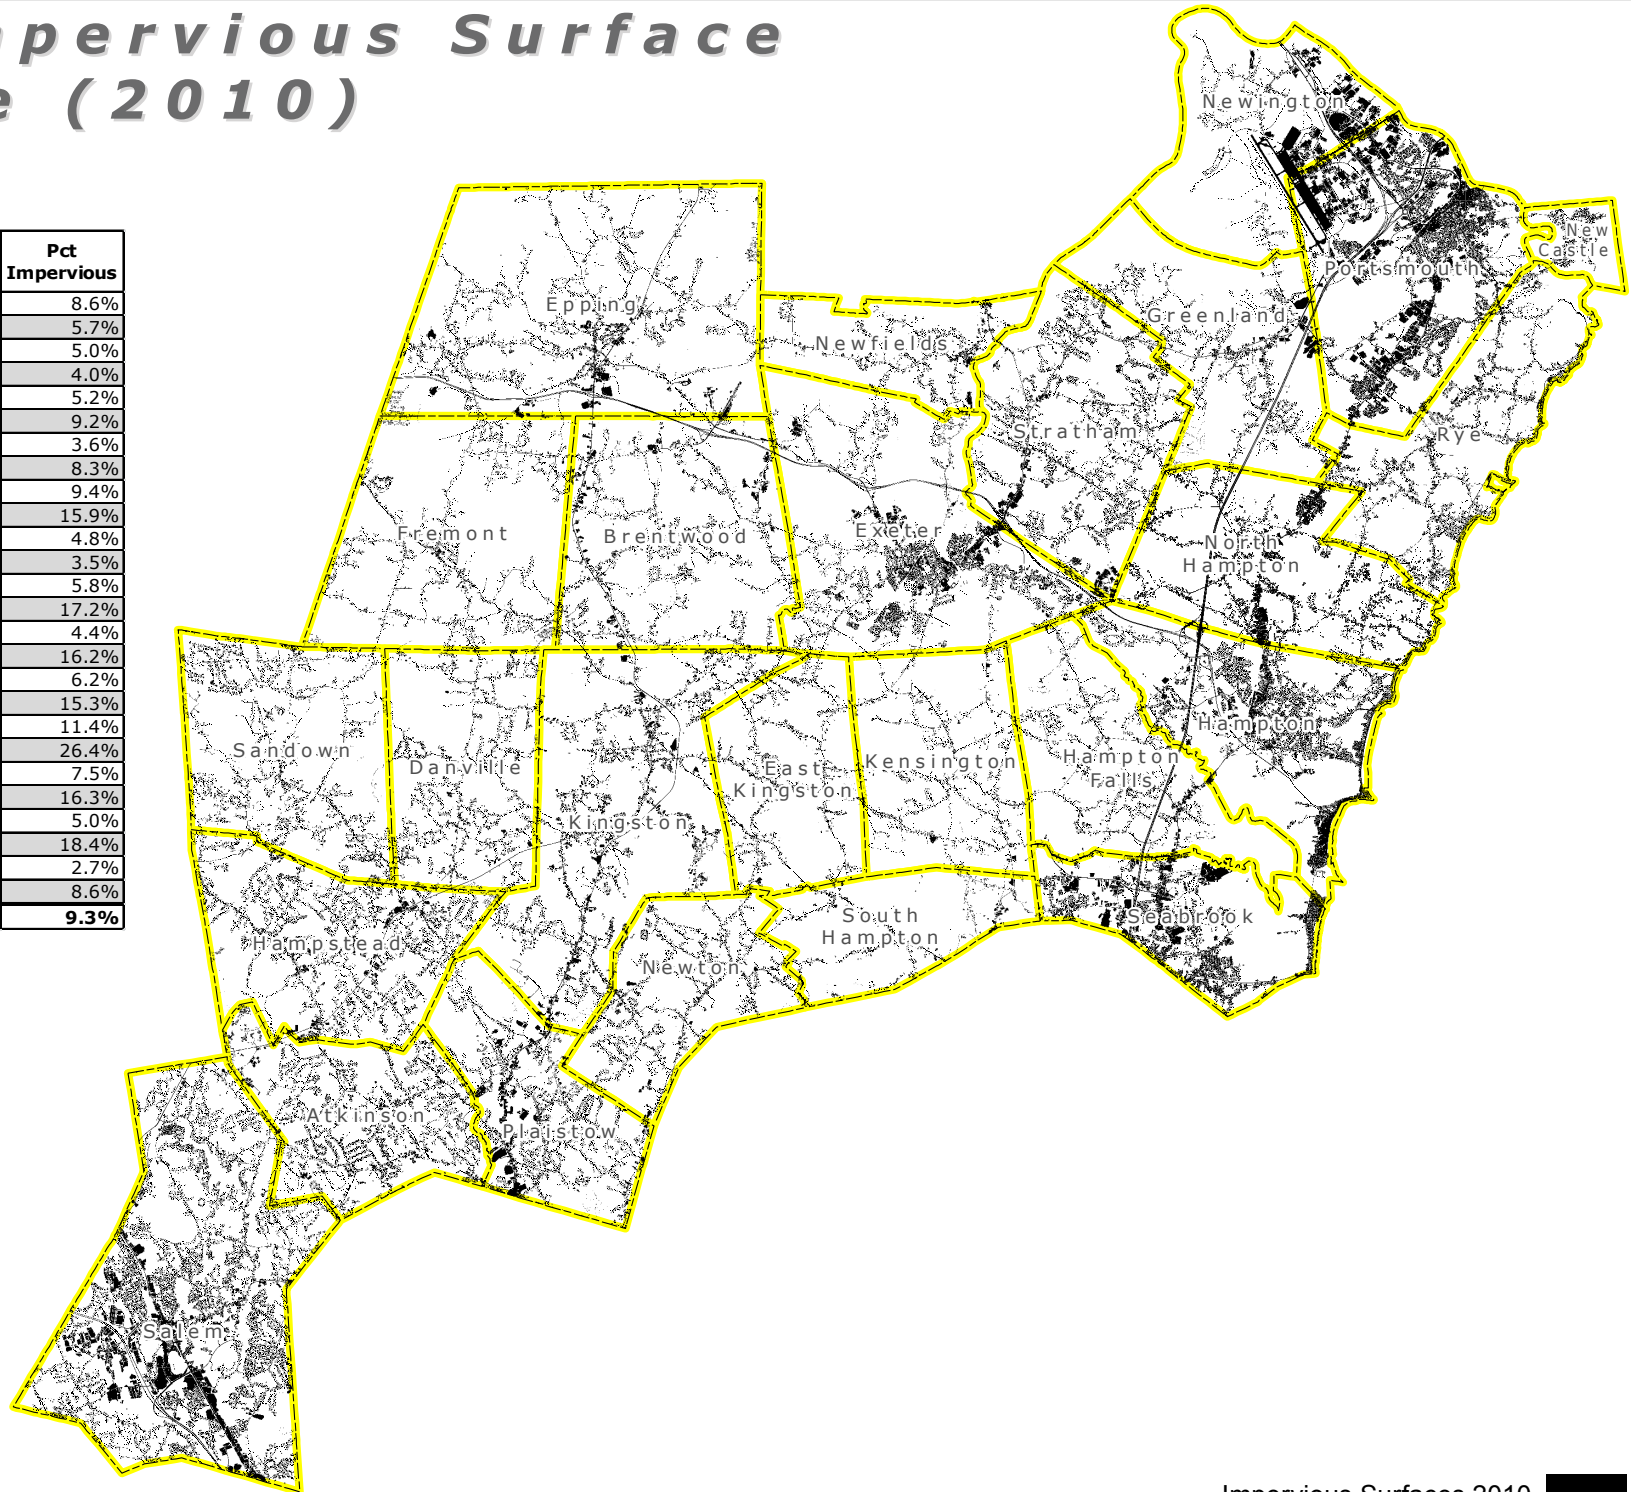 pervious Surface
e (2010)
Pct
Impervious
8.6%
5.7%
5.0%
4.0%
5.2%
9.2%
3.6%
8.3%
9.4%
15.9%
4.8%
3.5%
5.8%
17.2%
4.4%
16.2%
6.2%
15.3%
11.4%
26.4%
7.5%
16.3%
5.0%
18.4%
2.7%
8.6%
9.3%
Newington
New
Castle
Portsmouth
Epping
Greenland
Newfields
Stratham
Rye
Fremont
Brentwood
Exeter
North
Hampton
Sandown
Danville
East
Kingston
Kensington
Hampton
Falls
Hampton
Kingston
Hampstead
Newton
South
Hampton
Seabrook
Atkinson
Plaistow
Salem
Impervious Surfaces 2010